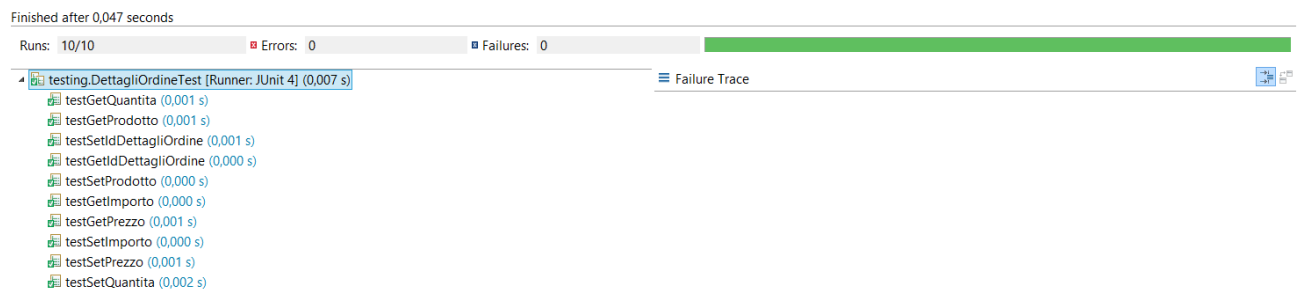 Finished after 0,047 seconds
Runs: 10/10 Errors: 0 Failures: 0
testing.DettagliOrdineTest [Runner: JUnit 4] (0,007 s)
Failure Trace
testGetQuantita (0,001 s)
testGetProdotto (0,001 s)
testSetIdDettagliOrdine (0,001 s)
testGetIdDettagliOrdine (0,000 s)
testSetProdotto (0,000 s)
testGetImporto (0,000 s)
testGetPrezzo (0,001 s)
testSetImporto (0,000 s)
testSetPrezzo (0,001 s)
testSetQuantita (0,002 s)